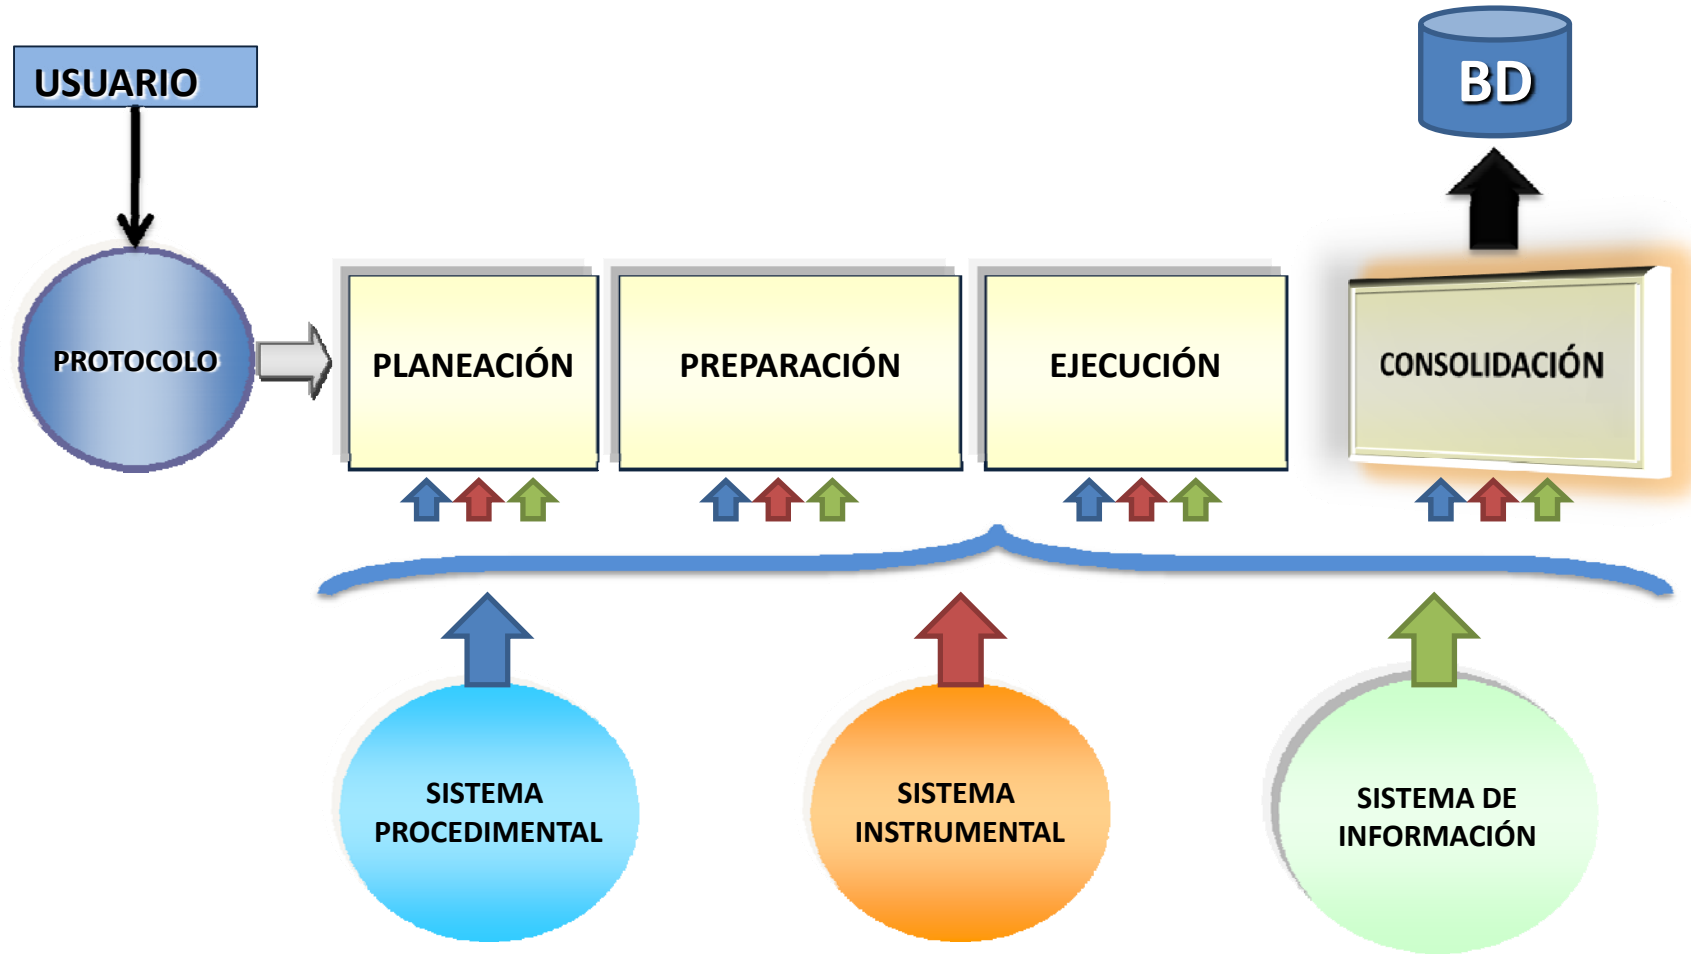 USUARIO
BD
PROTOCOLO
PLANEACIÓN
PREPARACIÓN
EJECUCIÓN
CONSOLIDACIÓN
SISTEMA
PROCEDIMENTAL
SISTEMA
INSTRUMENTAL
SISTEMA DE
INFORMACIÓN